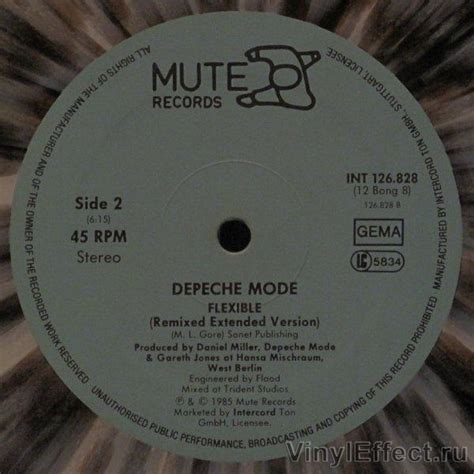 MUTE
RECORDS
ALL RIGHTS OF THE MANUFACTURER AND OF THE OWNER OF THE RECORDED WORK RESERVED
UNAUTHORISED PUBLIC PERFORMANCE, BROADCASTING AND COPYING OF THIS RECORD PROHIBITED
MANUFACTURED BY INTERCORD TON GMBH., STUTTGART, LICENSEE.
Side 2
(6:15)
45 RPM
Stereo
INT 126.828
(12 Bong 8)
126.828 B
GEMA
LC 5834
DEPECHE MODE
FLEXIBLE
(Remixed Extended Version)
(M. L. Gore) Sonet Publishing
Produced by Daniel Miller, Depeche Mode
& Gareth Jones at Hansa Mischraum,
West Berlin
Engineered by Flood
Mixed at Trident Studios
℗ & © 1985 Mute Records
Marketed by Intercord Ton
GmbH, Licensee.
VinylEffect.ru